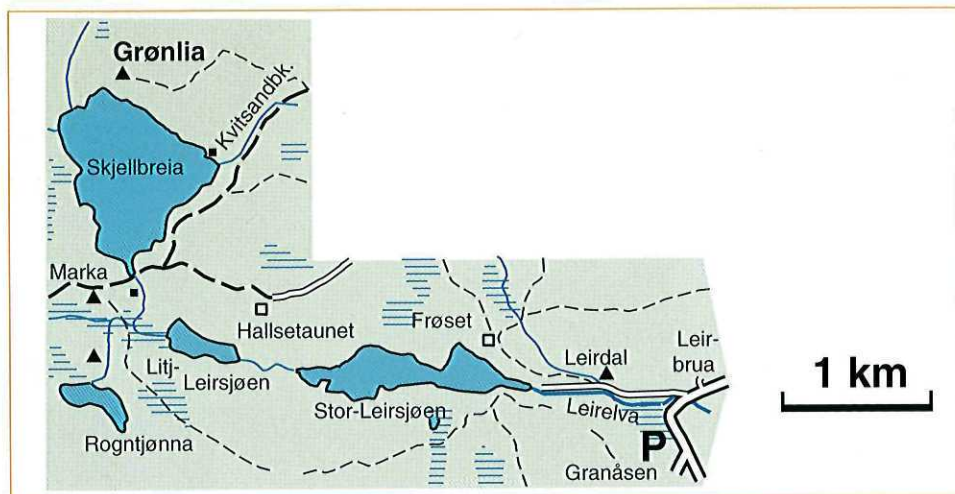 Grønlia
Kvitsandbk.
Skjellbreia
Marka
Hallsetaunet
Frøset
Litj-
Leirsjøen
Stor-Leirsjøen
Leirdal
Leir-
brua
Leirelva
Rogntjønna
P
Granåsen
1 km